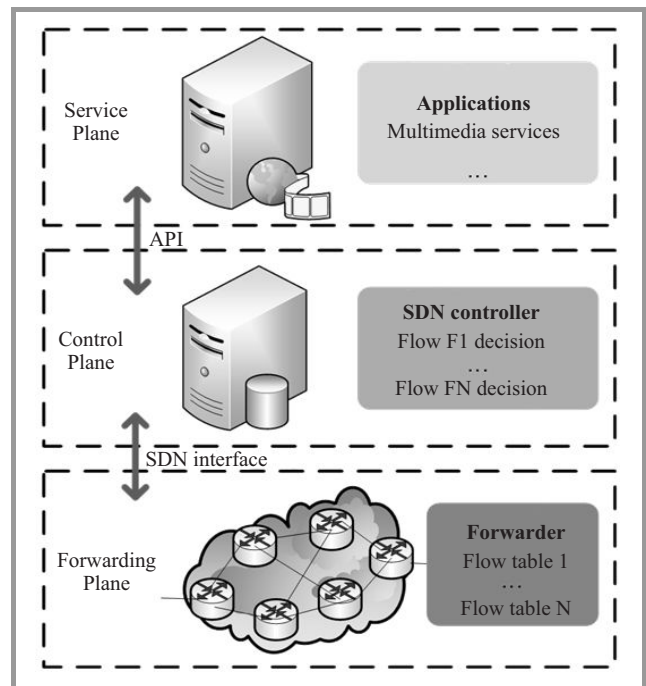 Service
Plane
Applications
Multimedia services
…
API
Control
Plane
SDN controller
Flow F1 decision
…
Flow FN decision
SDN interface
Forwarding
Plane
Forwarder
Flow table 1
…
Flow table N